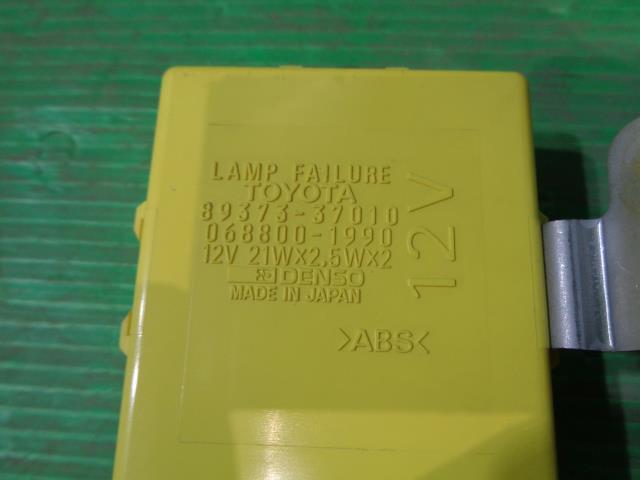 LAMP FAILURE
TOYOTA
89373-37010
068800-1990
12V 21WX2,5WX2
DENSO
MADE IN JAPAN
12V
>ABS<